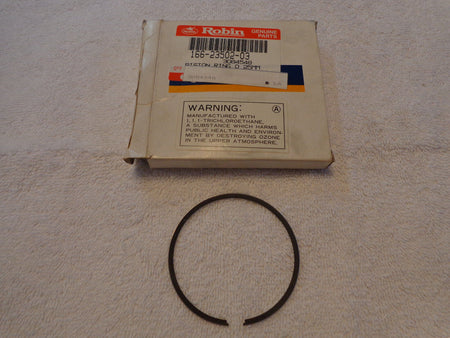 Robin
GENUINE
PARTS
166-23502-03
3084548
PISTON RING 0.25MM
WARNING:
MANUFACTURED WITH
1,1,1-TRICHLOROETHANE,
A SUBSTANCE WHICH HARMS
PUBLIC HEALTH AND ENVIRON-
MENT BY DESTROYING OZONE
IN THE UPPER ATMOSPHERE.
A